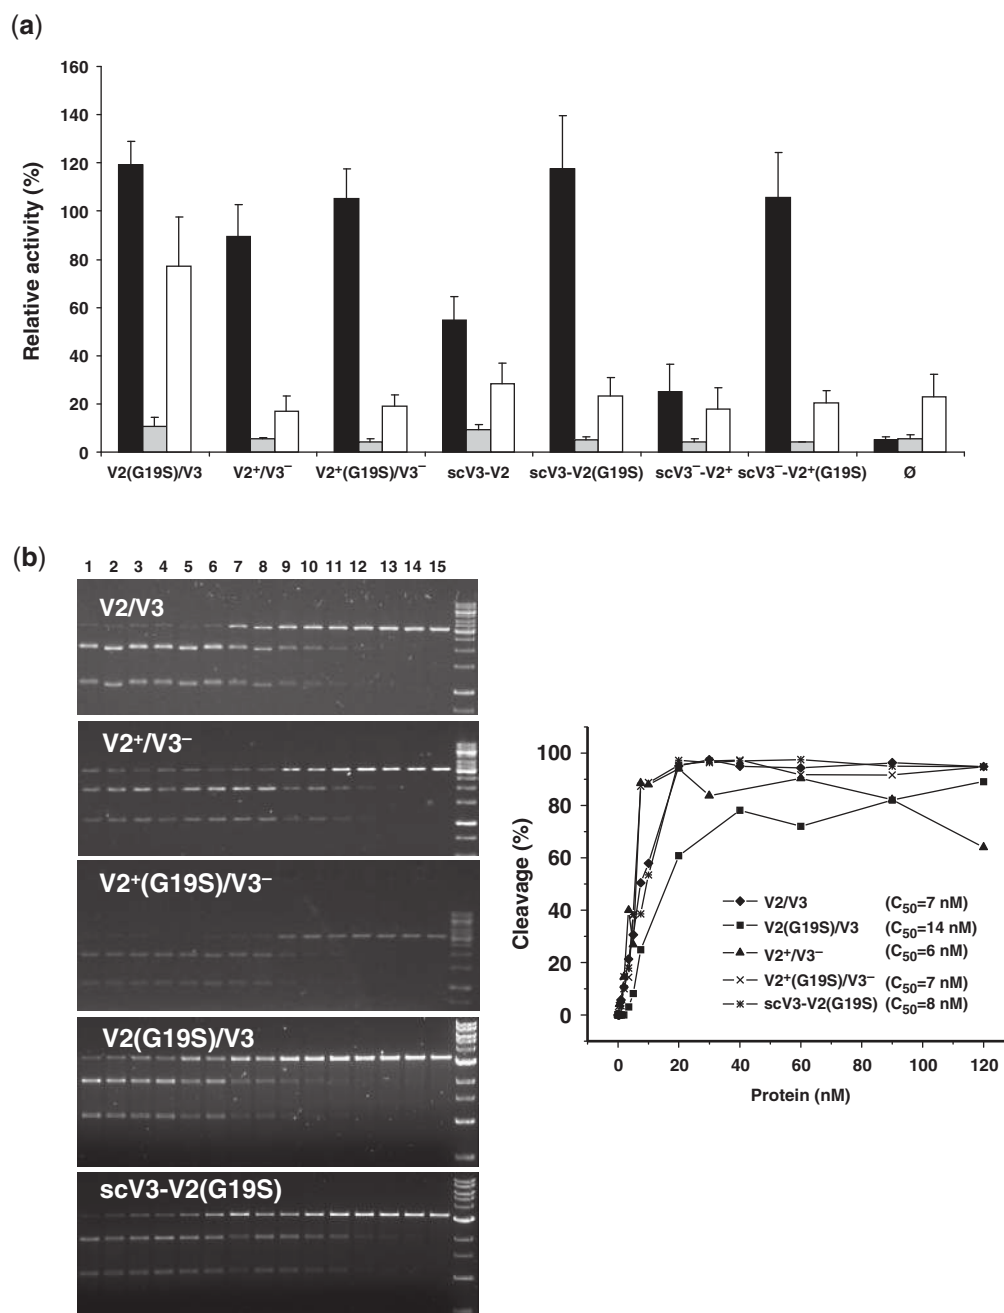 (a)
160
140
120
100
80
60
40
20
0
Relative activity (%)
V2(G19S)/V3 V2⁺/V3⁻ V2⁺(G19S)/V3⁻ scV3-V2 scV3-V2(G19S) scV3⁻-V2⁺ scV3⁻-V2⁺(G19S) Ø
(b)
1 2 3 4 5 6 7 8 9 10 11 12 13 14 15
V2/V3
V2⁺/V3⁻
V2⁺(G19S)/V3⁻
V2(G19S)/V3
scV3-V2(G19S)
100
80
60
40
20
0
Cleavage (%)
V2/V3 (C₅₀=7 nM)
V2(G19S)/V3 (C₅₀=14 nM)
V2⁺/V3⁻ (C₅₀=6 nM)
V2⁺(G19S)/V3⁻ (C₅₀=7 nM)
scV3-V2(G19S) (C₅₀=8 nM)
0 20 40 60 80 100 120
Protein (nM)